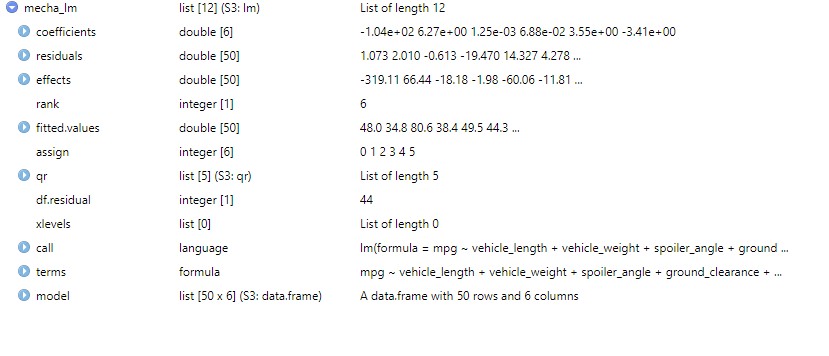 mecha_lm list [12] (S3: lm) List of length 12
coefficients double [6] -1.04e+02 6.27e+00 1.25e-03 6.88e-02 3.55e+00 -3.41e+00
residuals double [50] 1.073 2.010 -0.613 -19.470 14.327 4.278 ...
effects double [50] -319.11 66.44 -18.18 -1.98 -60.06 -11.81 ...
rank integer [1] 6
fitted.values double [50] 48.0 34.8 80.6 38.4 49.5 44.3 ...
assign integer [6] 0 1 2 3 4 5
qr list [5] (S3: qr) List of length 5
df.residual integer [1] 44
xlevels list [0] List of length 0
call language lm(formula = mpg ~ vehicle_length + vehicle_weight + spoiler_angle + ground ...
terms formula mpg ~ vehicle_length + vehicle_weight + spoiler_angle + ground_clearance + ...
model list [50 x 6] (S3: data.frame) A data.frame with 50 rows and 6 columns